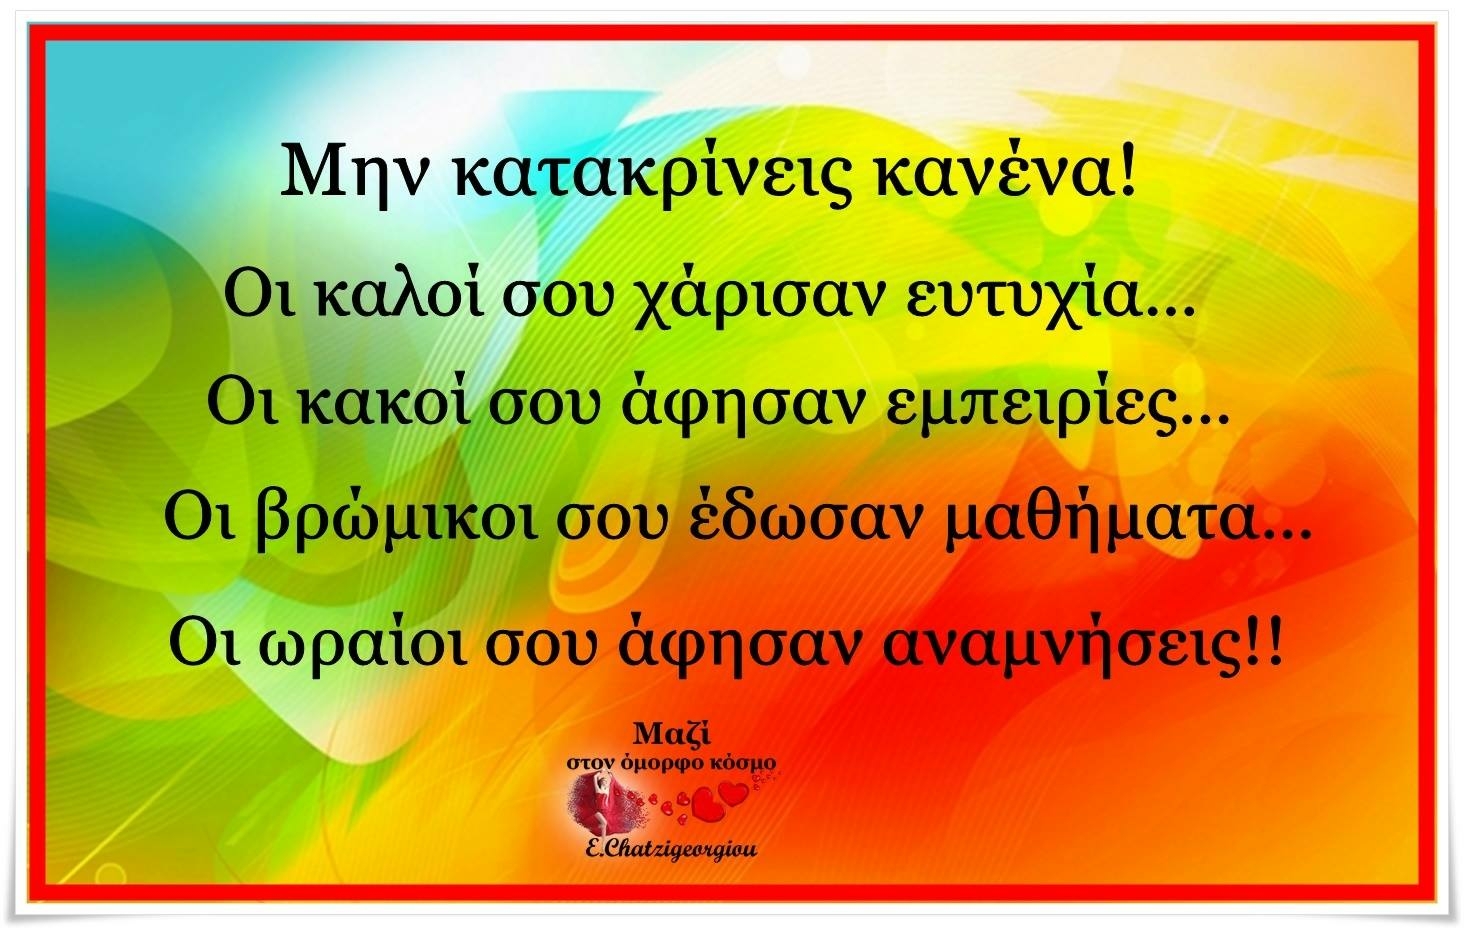 Μην κατακρίνεις κανένα!
Οι καλοί σου χάρισαν ευτυχία...
Οι κακοί σου άφησαν εμπειρίες...
Οι βρώμικοι σου έδωσαν μαθήματα...
Οι ωραίοι σου άφησαν αναμνήσεις!!
Μαζί
στον όμορφο κόσμο
E.Chatzigeorgiou